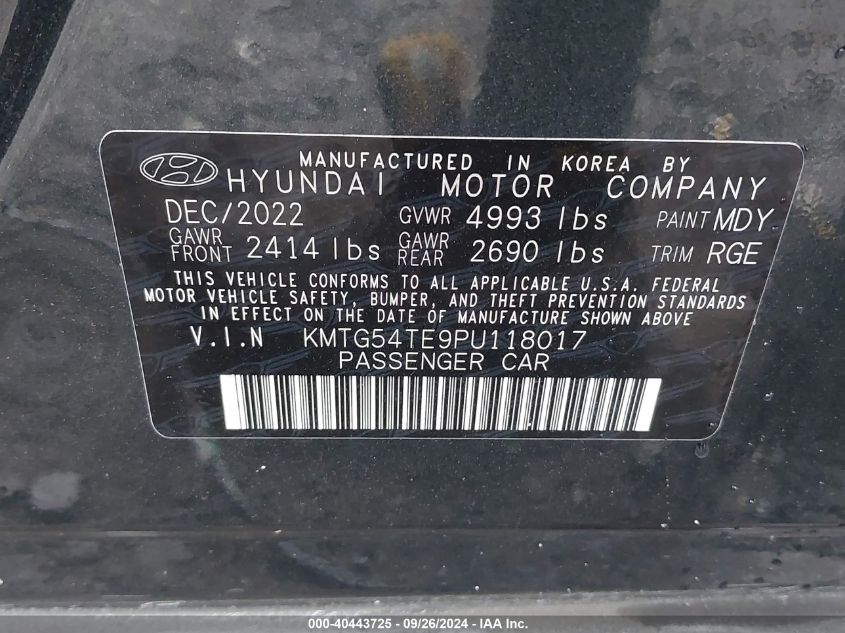 MANUFACTURED IN KOREA BY
HYUNDAI MOTOR COMPANY
DEC/2022 GVWR 4993 lbs PAINT MDY
GAWR FRONT 2414 lbs GAWR REAR 2690 lbs TRIM RGE
THIS VEHICLE CONFORMS TO ALL APPLICABLE U.S.A. FEDERAL
MOTOR VEHICLE SAFETY, BUMPER, AND THEFT PREVENTION STANDARDS
IN EFFECT ON THE DATE OF MANUFACTURE SHOWN ABOVE
V.I.N KMTG54TE9PU118017
PASSENGER CAR
000-40443725 - 09/26/2024 - IAA Inc.